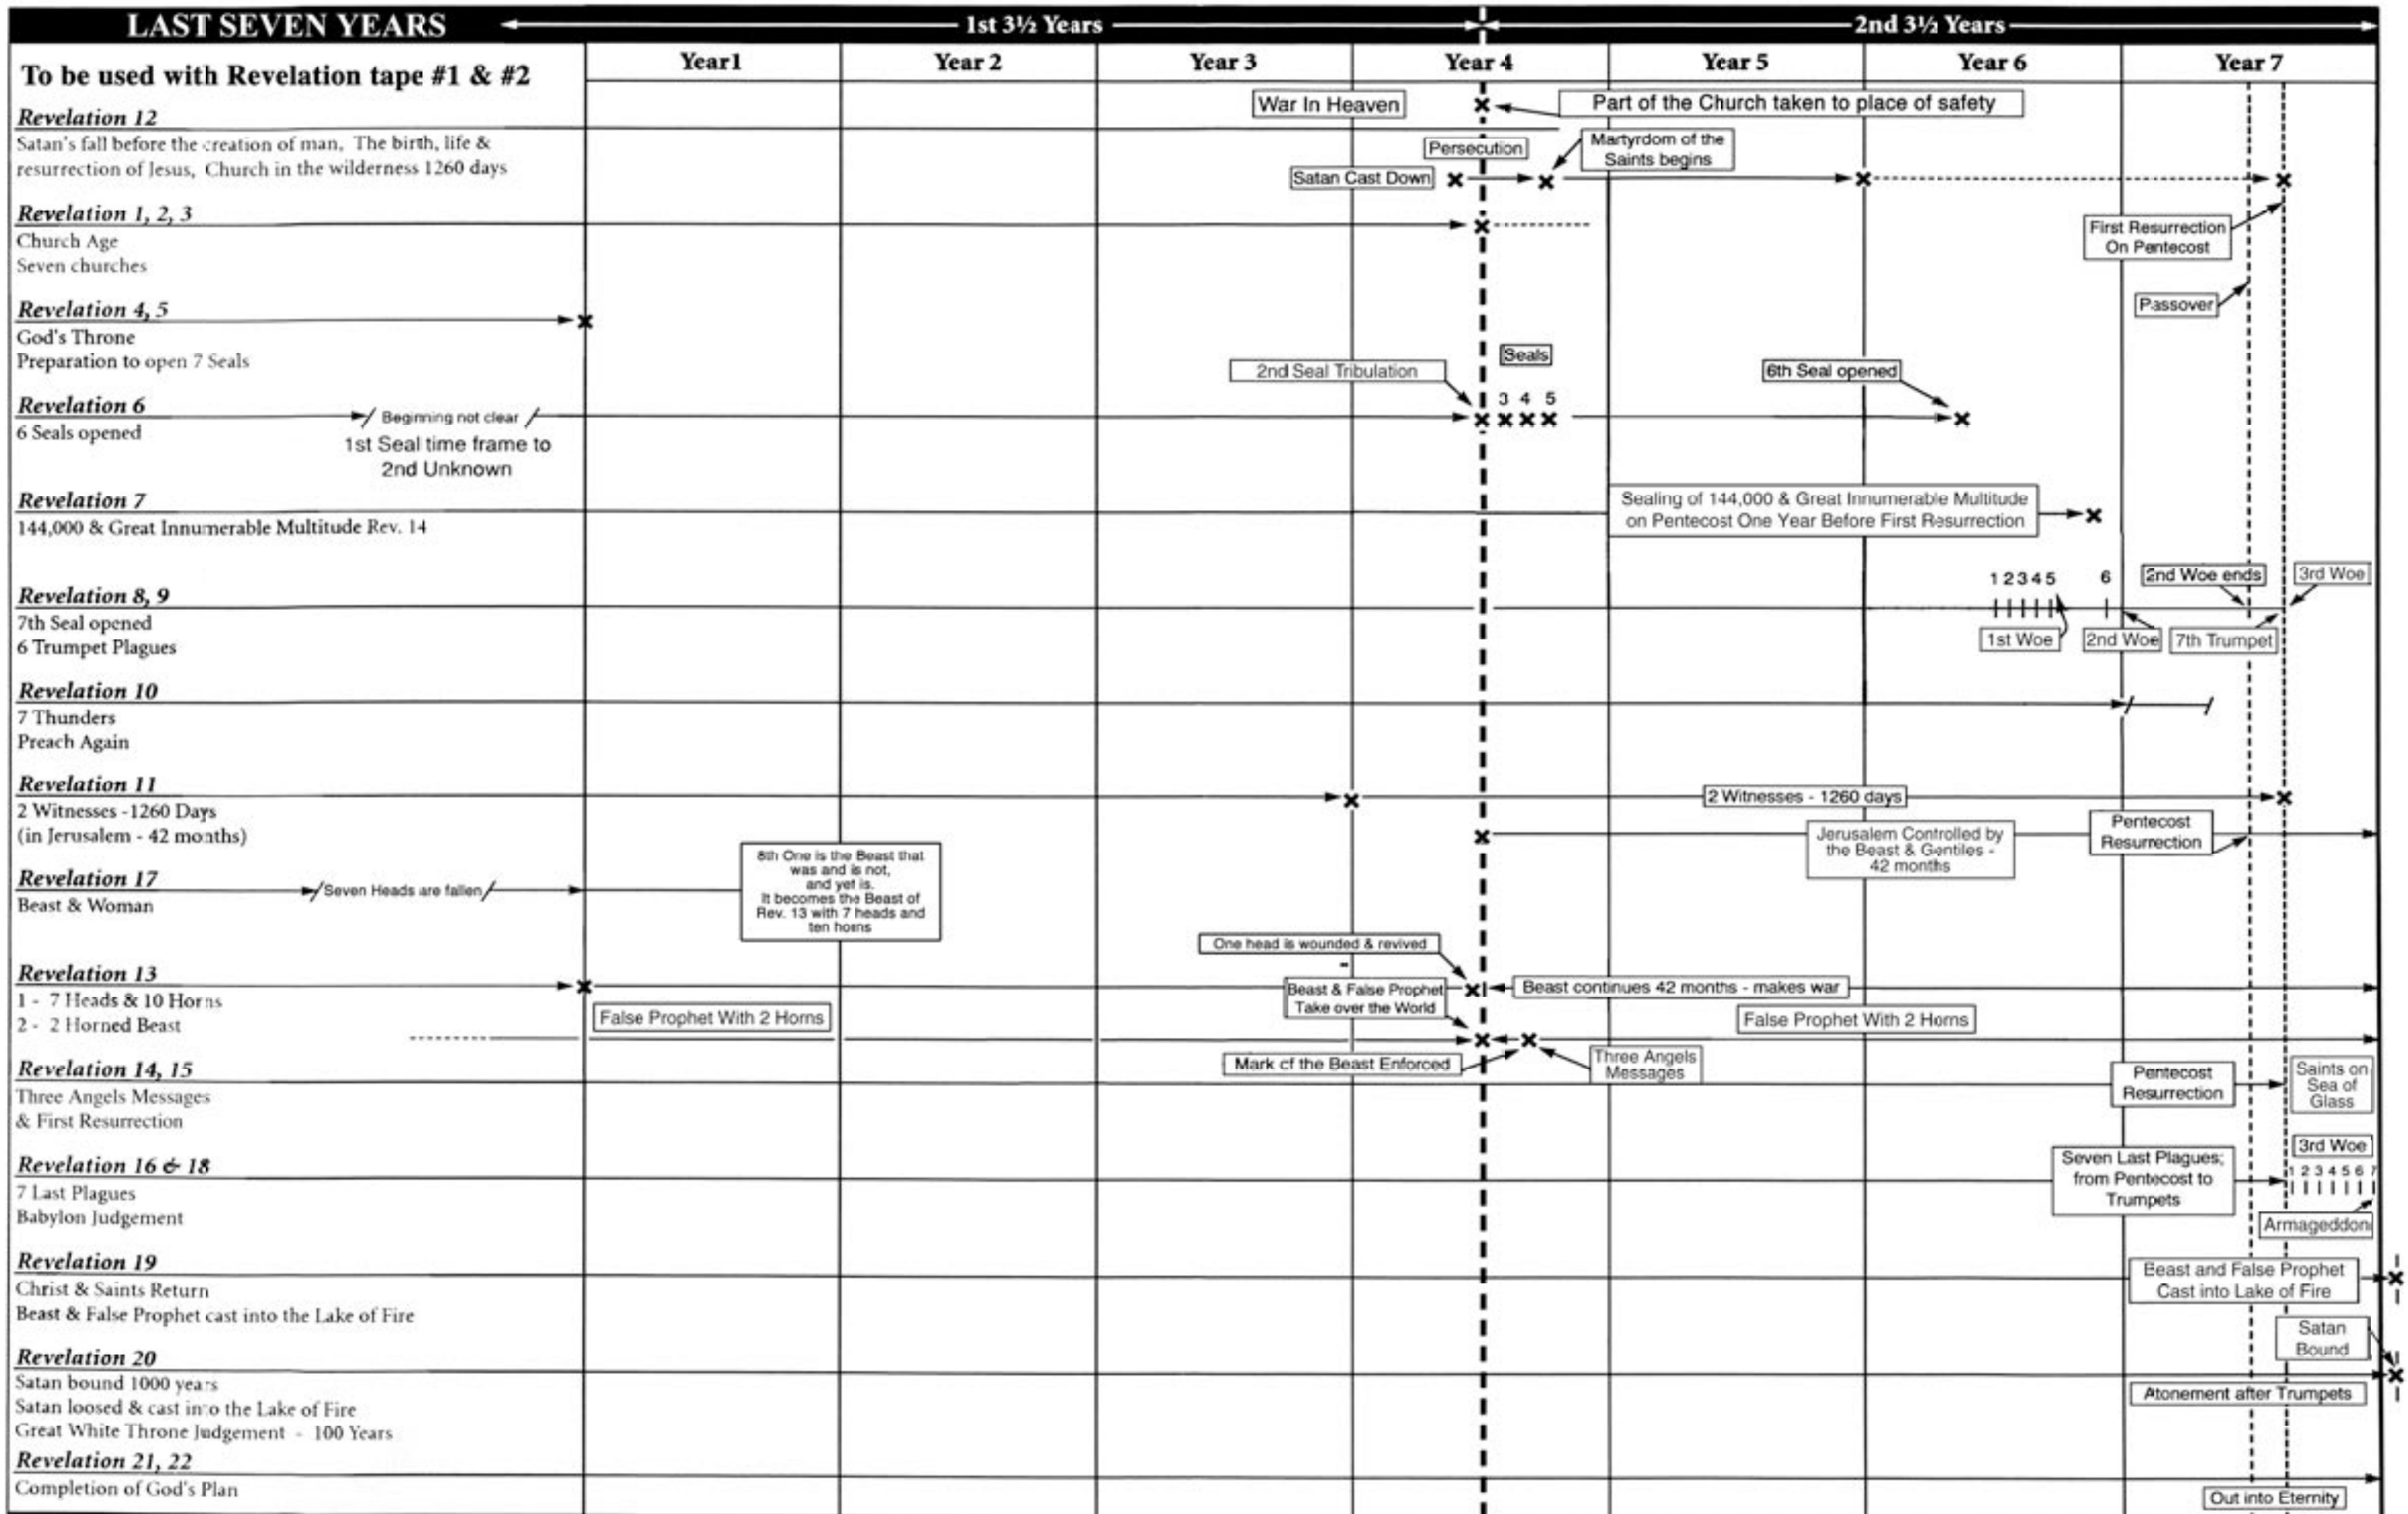 LAST SEVEN YEARS
1st 3½ Years
2nd 3½ Years
To be used with Revelation tape #1 & #2
Year1
Year 2
Year 3
Year 4
Year 5
Year 6
Year 7
Revelation 12
War In Heaven
Part of the Church taken to place of safety
Satan's fall before the creation of man, The birth, life &
resurrection of Jesus, Church in the wilderness 1260 days
Persecution
Martyrdom of the
Saints begins
Satan Cast Down
Revelation 1, 2, 3
Church Age
Seven churches
First Resurrection
On Pentecost
Passover
Revelation 4, 5
God's Throne
Preparation to open 7 Seals
Seals
2nd Seal Tribulation
6th Seal opened
3 4 5
Revelation 6
6 Seals opened
Beginning not clear
1st Seal time frame to
2nd Unknown
Revelation 7
144,000 & Great Innumerable Multitude Rev. 14
Sealing of 144,000 & Great Innumerable Multitude
on Pentecost One Year Before First Resurrection
Revelation 8, 9
7th Seal opened
6 Trumpet Plagues
1 2 3 4 5
6
2nd Woe ends
3rd Woe
1st Woe
2nd Woe
7th Trumpet
Revelation 10
7 Thunders
Preach Again
Revelation 11
2 Witnesses -1260 Days
(in Jerusalem - 42 months)
2 Witnesses - 1260 days
Jerusalem Controlled by
the Beast & Gentiles -
42 months
Pentecost
Resurrection
Revelation 17
Beast & Woman
Seven Heads are fallen
8th One is the Beast that
was and is not,
and yet is.
It becomes the Beast of
Rev. 13 with 7 heads and
ten horns
One head is wounded & revived
-
Revelation 13
1 - 7 Heads & 10 Horns
2 - 2 Horned Beast
False Prophet With 2 Horns
Beast & False Prophet
Take over the World
Beast continues 42 months - makes war
False Prophet With 2 Horns
Mark of the Beast Enforced
Three Angels
Messages
Revelation 14, 15
Three Angels Messages
& First Resurrection
Pentecost
Resurrection
Saints on
Sea of
Glass
Revelation 16 & 18
7 Last Plagues
Babylon Judgement
Seven Last Plagues;
from Pentecost to
Trumpets
3rd Woe
1 2 3 4 5 6 7
Armageddon
Revelation 19
Christ & Saints Return
Beast & False Prophet cast into the Lake of Fire
Beast and False Prophet
Cast into Lake of Fire
Satan
Bound
Revelation 20
Satan bound 1000 years
Satan loosed & cast into the Lake of Fire
Great White Throne Judgement - 100 Years
Atonement after Trumpets
Revelation 21, 22
Completion of God's Plan
Out into Eternity